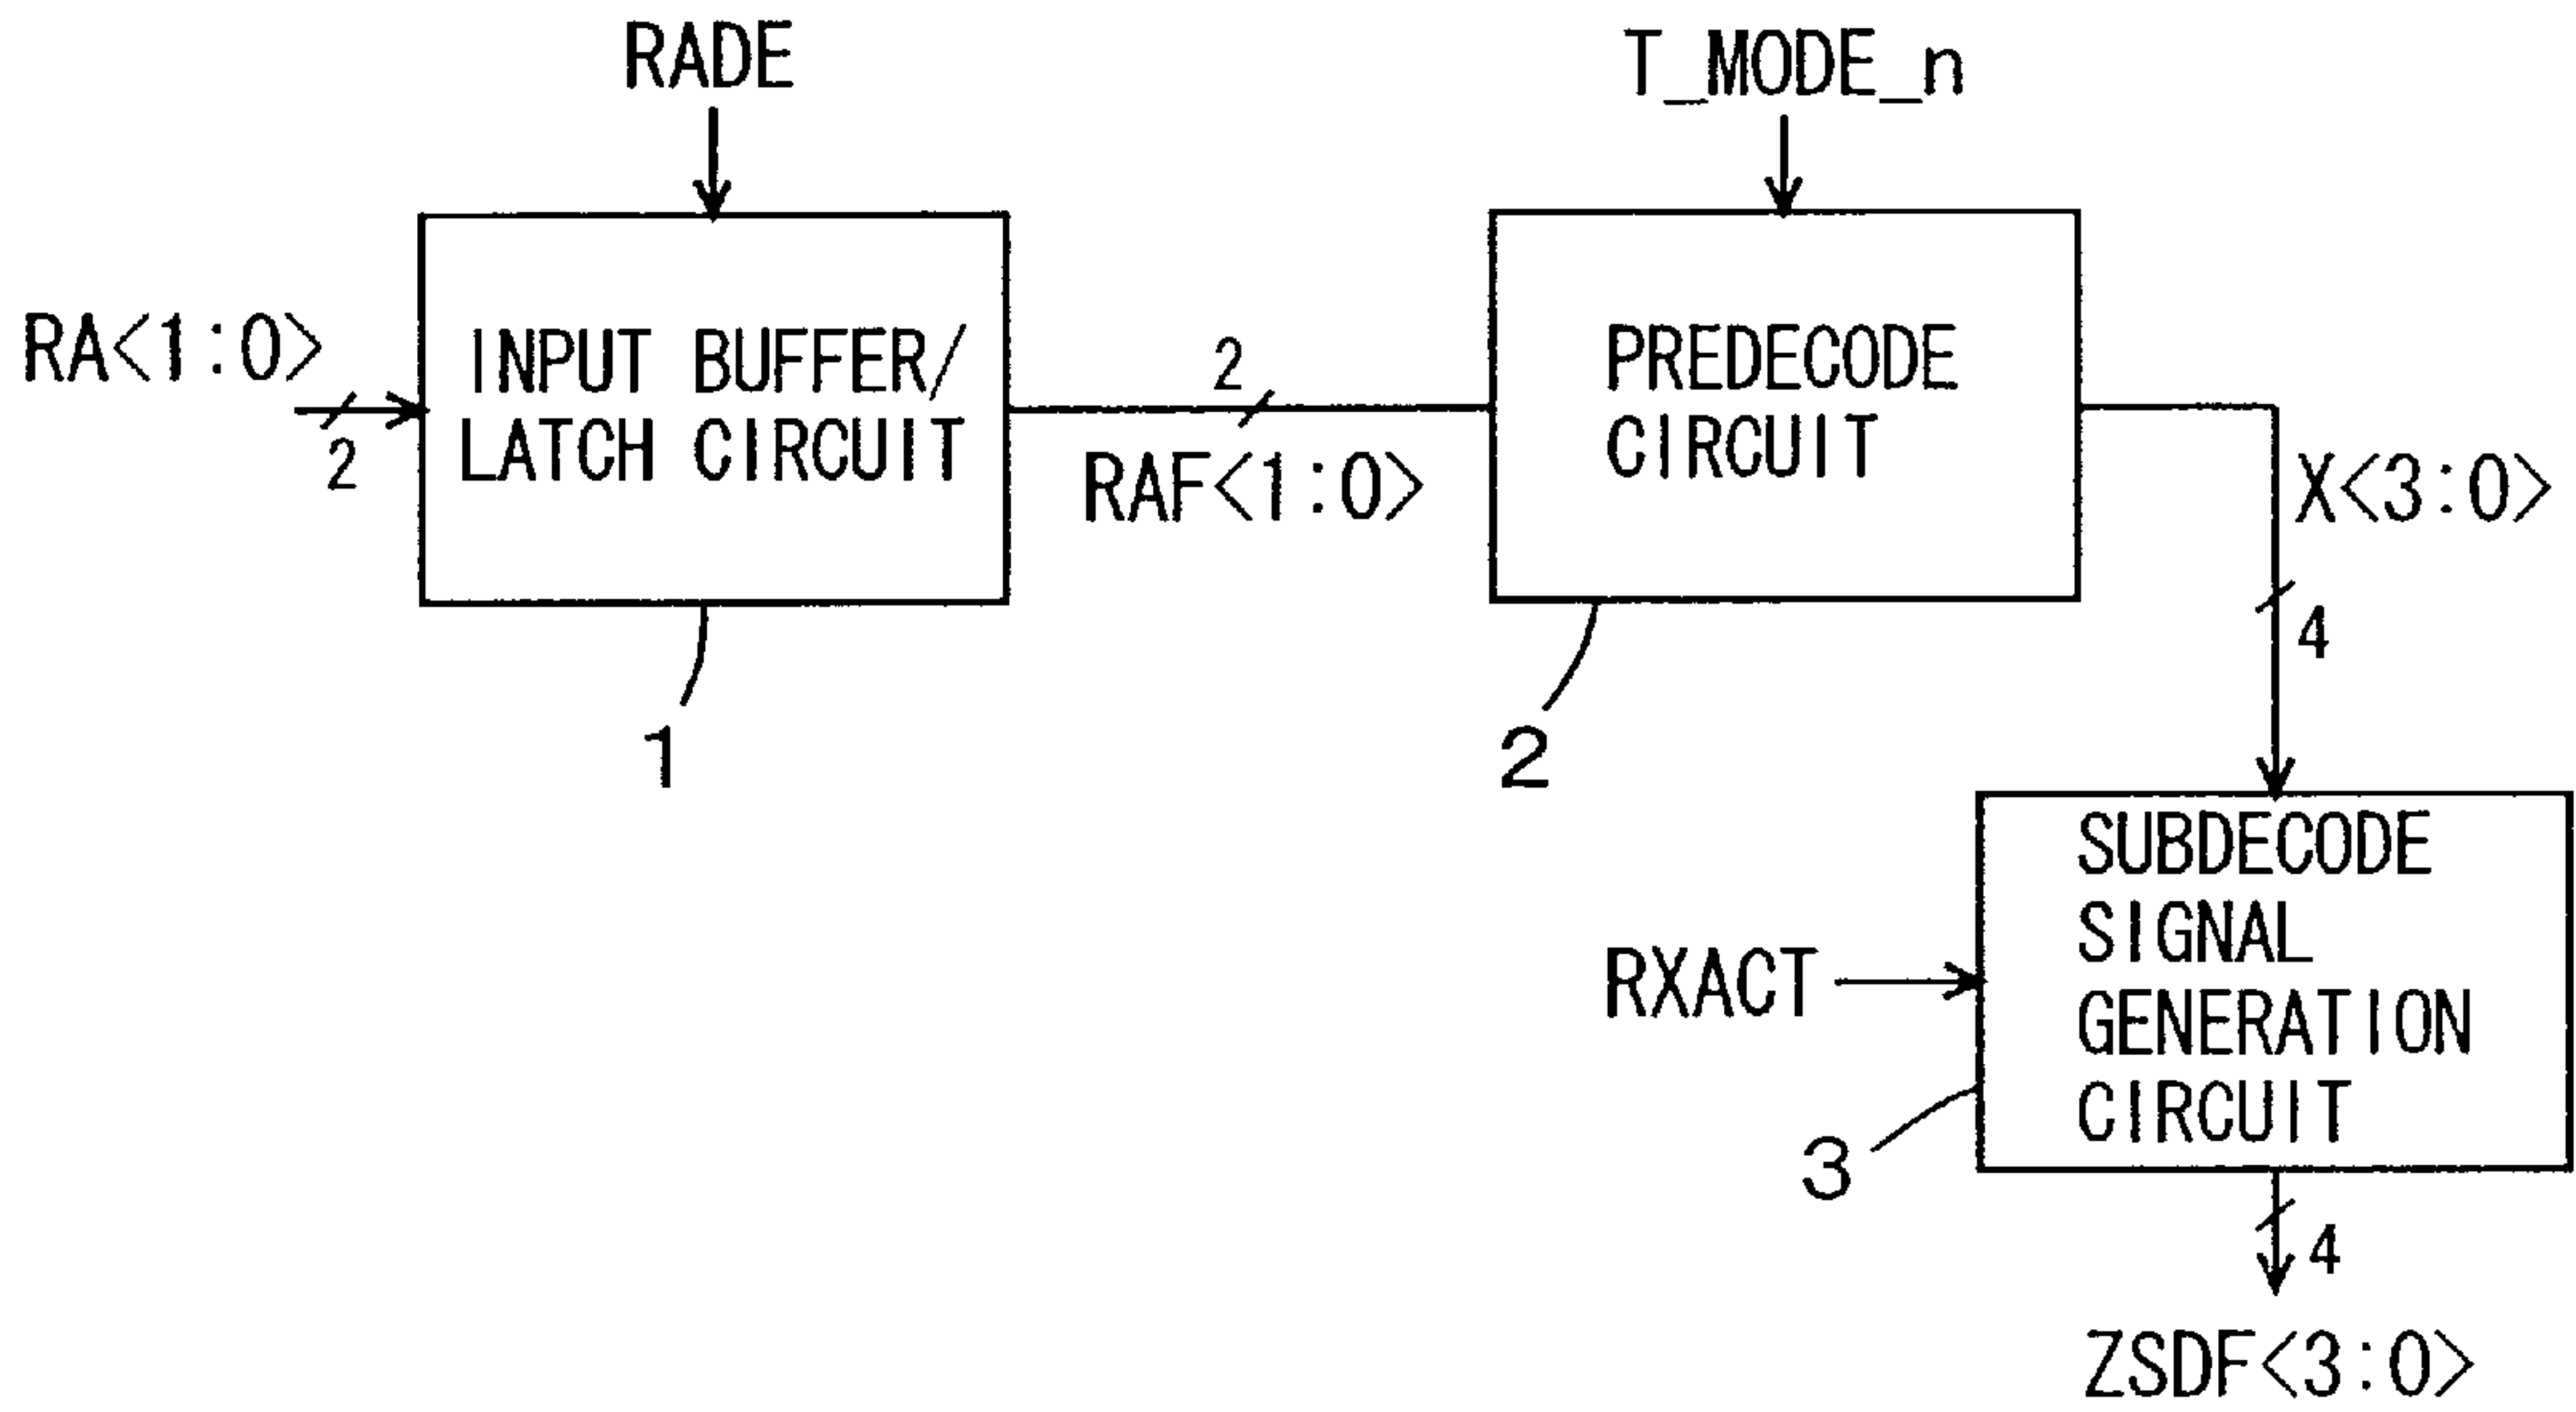 RADE
T_MODE_n
RA<1:0>
2
INPUT BUFFER/
LATCH CIRCUIT
2
RAF<1:0>
PREDECODE
CIRCUIT
X<3:0>
4
1
2
SUBDECODE
SIGNAL
GENERATION
CIRCUIT
RXACT
3
4
ZSDF<3:0>